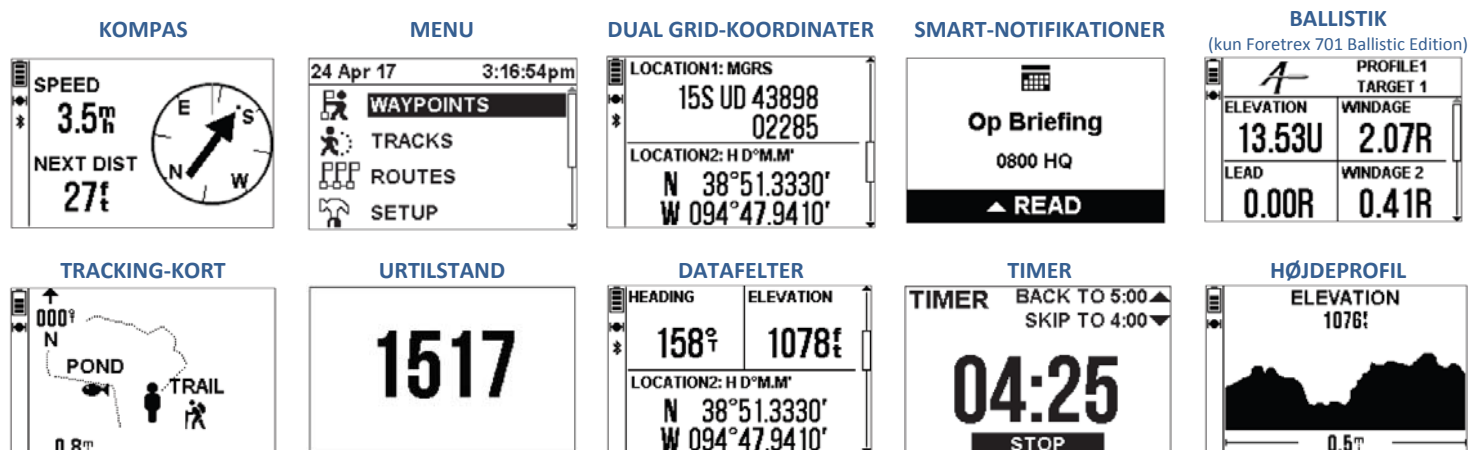 KOMPAS
SPEED
3.5mh
NEXT DIST
27ft
E
S
N
W
MENU
24 Apr 17 3:16:54pm
WAYPOINTS
TRACKS
ROUTES
SETUP
DUAL GRID-KOORDINATER
LOCATION1: MGRS
15S UD 43898
02285
LOCATION2: H D°M.M'
N 38°51.3330'
W 094°47.9410'
SMART-NOTIFIKATIONER
Op Briefing
0800 HQ
READ
BALLISTIK
(kun Foretrex 701 Ballistic Edition)
PROFILE1
TARGET 1
ELEVATION WINDAGE
13.53U 2.07R
LEAD WINDAGE 2
0.00R 0.41R
TRACKING-KORT
000°
N
POND
TRAIL
0.8m
URTILSTAND
1517
DATAFELTER
HEADING ELEVATION
158°T 1078ft
LOCATION2: H D°M.M'
N 38°51.3330'
W 094°47.9410'
TIMER
TIMER BACK TO 5:00
SKIP TO 4:00
04:25
STOP
HØJDEPROFIL
ELEVATION
1076ft
0.5m